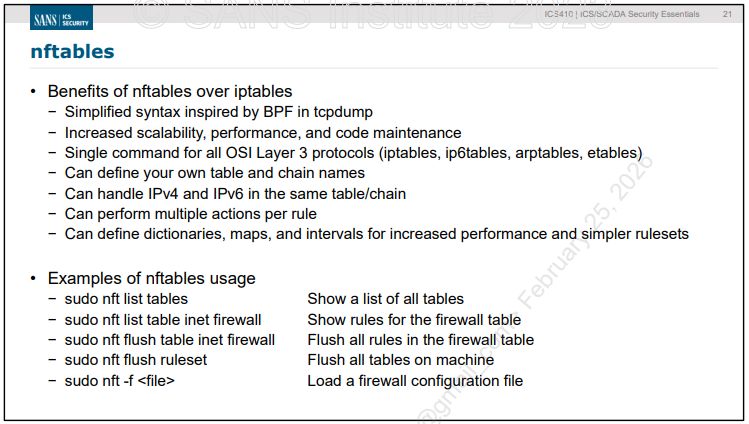 © SANS Institute 2026
SANS ICS SECURITY
ICS410 | ICS/SCADA Security Essentials 21
nftables
• Benefits of nftables over iptables
– Simplified syntax inspired by BPF in tcpdump
– Increased scalability, performance, and code maintenance
– Single command for all OSI Layer 3 protocols (iptables, ip6tables, arptables, etables)
– Can define your own table and chain names
– Can handle IPv4 and IPv6 in the same table/chain
– Can perform multiple actions per rule
– Can define dictionaries, maps, and intervals for increased performance and simpler rulesets
• Examples of nftables usage
– sudo nft list tables Show a list of all tables
– sudo nft list table inet firewall Show rules for the firewall table
– sudo nft flush table inet firewall Flush all rules in the firewall table
– sudo nft flush ruleset Flush all tables on machine
– sudo nft -f <file> Load a firewall configuration file
February 25, 2026